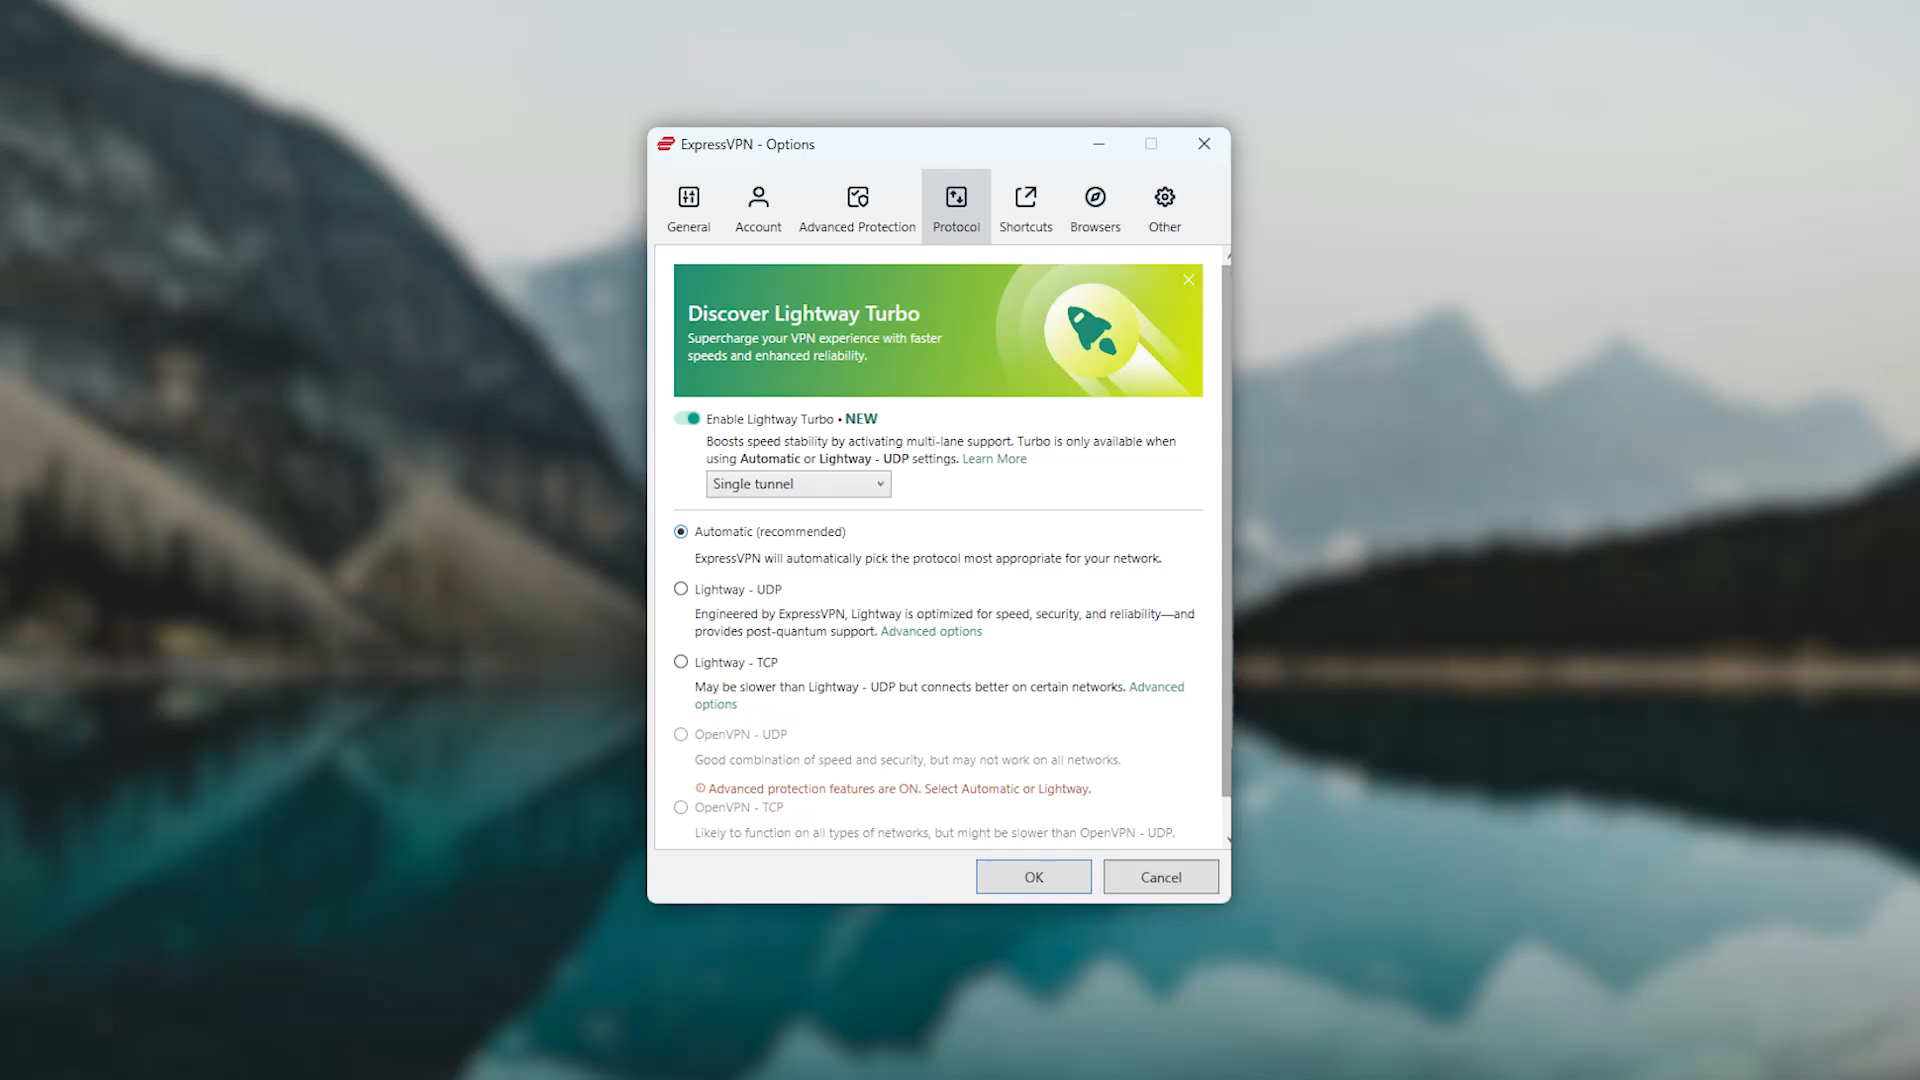 ExpressVPN - Options
General
Account
Advanced Protection
Protocol
Shortcuts
Browsers
Other
Discover Lightway Turbo
Supercharge your VPN experience with faster
speeds and enhanced reliability.
Enable Lightway Turbo • NEW
Boosts speed stability by activating multi-lane support. Turbo is only available when
using Automatic or Lightway - UDP settings. Learn More
Single tunnel
Automatic (recommended)
ExpressVPN will automatically pick the protocol most appropriate for your network.
Lightway - UDP
Engineered by ExpressVPN, Lightway is optimized for speed, security, and reliability—and
provides post-quantum support. Advanced options
Lightway - TCP
May be slower than Lightway - UDP but connects better on certain networks. Advanced
options
OpenVPN - UDP
Good combination of speed and security, but may not work on all networks.
Advanced protection features are ON. Select Automatic or Lightway.
OpenVPN - TCP
Likely to function on all types of networks, but might be slower than OpenVPN - UDP.
OK
Cancel